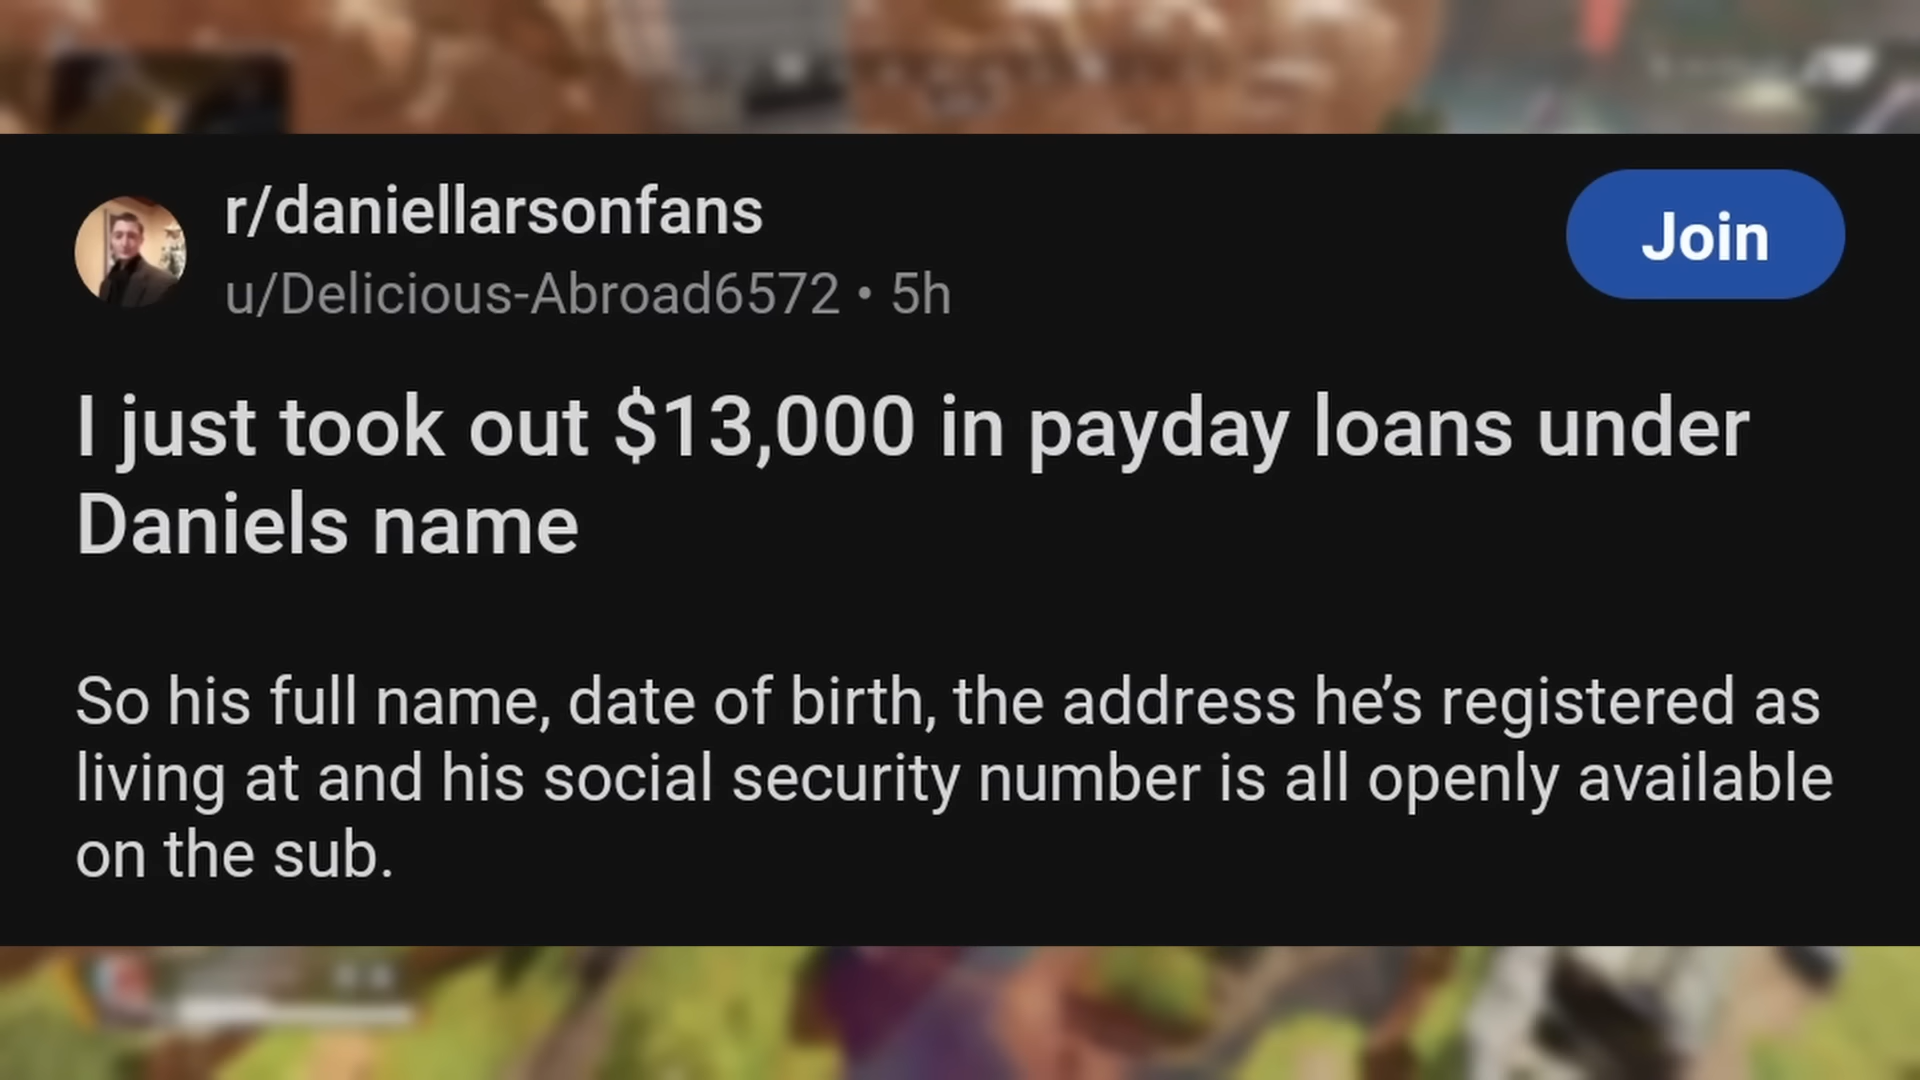 r/daniellarsonfans
u/Delicious-Abroad6572 • 5h
Join
I just took out $13,000 in payday loans under
Daniels name
So his full name, date of birth, the address he’s registered as
living at and his social security number is all openly available
on the sub.